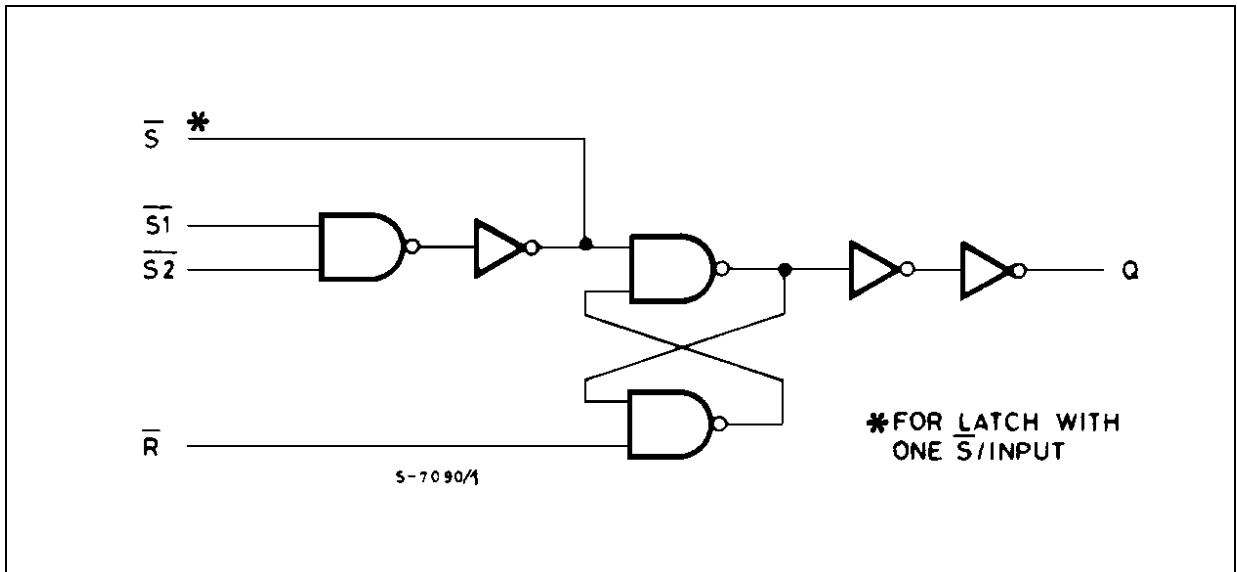 S̅ *
S̅1̅
S̅2̅
Q
R̅
*FOR LATCH WITH
ONE S̅/INPUT
S-7090/1